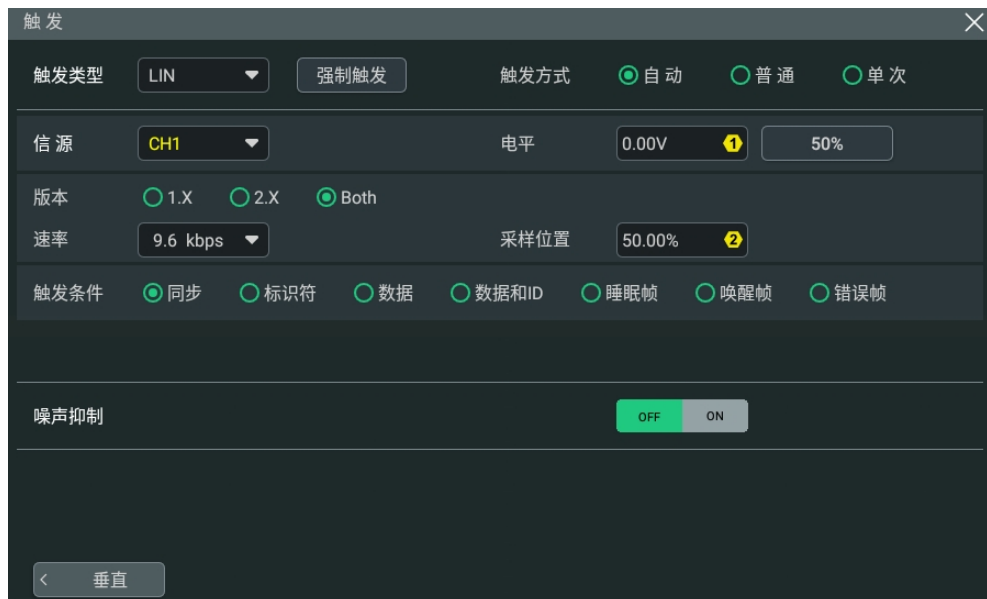 触发
触发类型 LIN 强制触发 触发方式 自动 普通 单次
信源 CH1 电平 0.00V 1 50%
版本 1.X 2.X Both
速率 9.6 kbps 采样位置 50.00% 2
触发条件 同步 标识符 数据 数据和ID 睡眠帧 唤醒帧 错误帧
噪声抑制 OFF ON
垂直